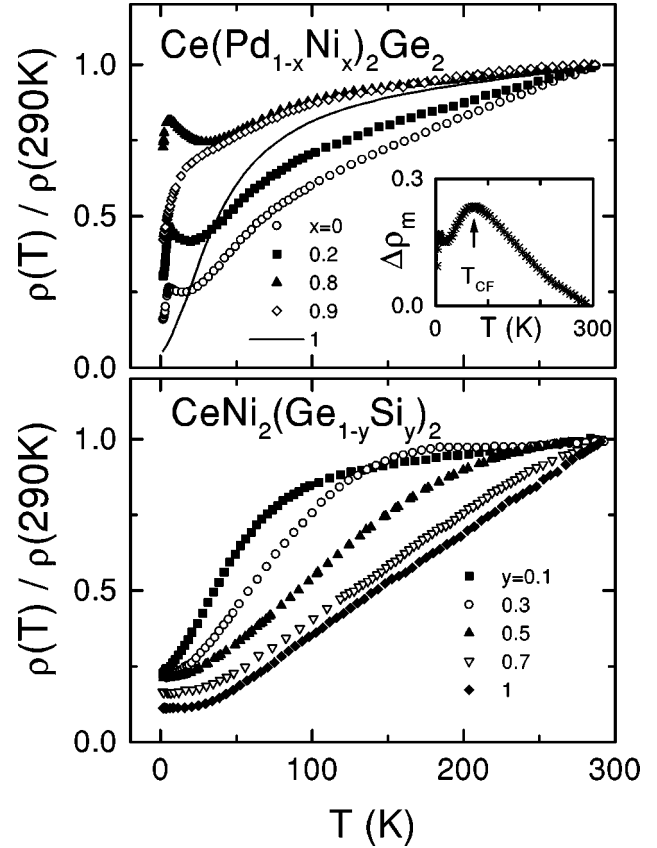 Ce(Pd₁₋ₓNiₓ)₂Ge₂
ρ(T) / ρ(290K)
1.0
0.5
0.0
x=0
0.2
0.8
0.9
1
0.3
0.0
Δρₘ
T_CF
0 T (K) 300
CeNi₂(Ge₁₋ySiy)₂
ρ(T) / ρ(290K)
1.0
0.5
0.0
y=0.1
0.3
0.5
0.7
1
0 100 200 300
T (K)